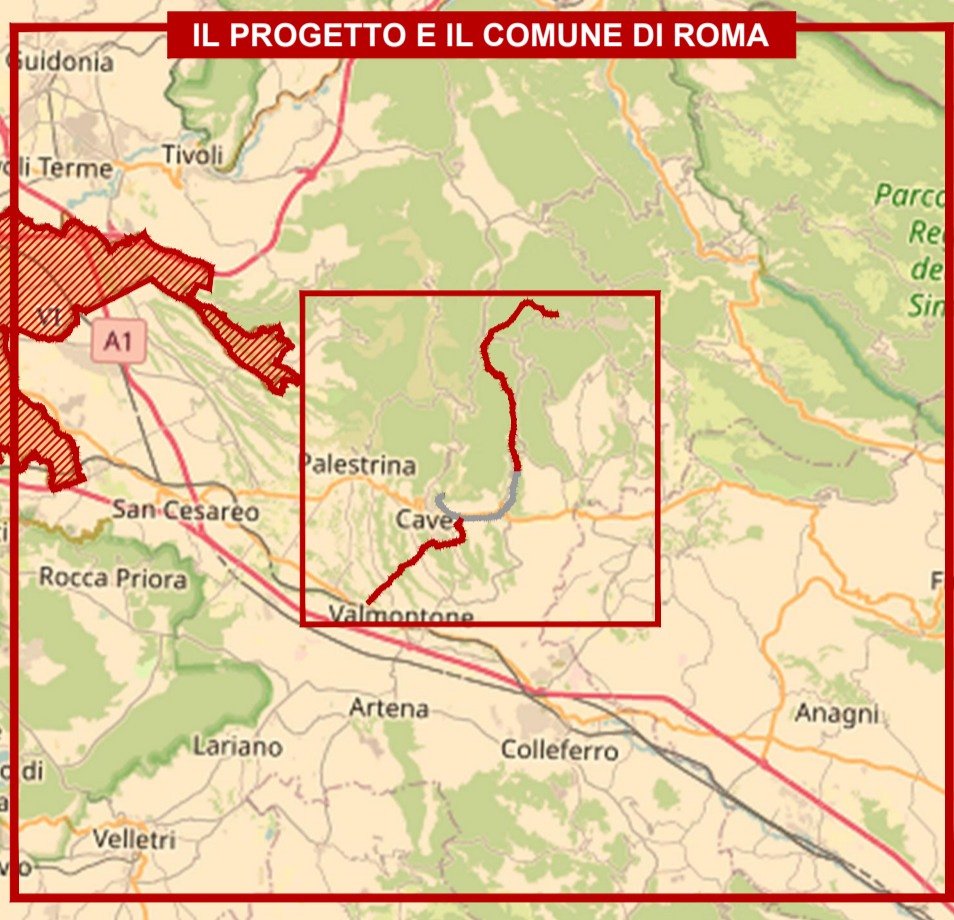 IL PROGETTO E IL COMUNE DI ROMA
Guidonia
oli Terme
Tivoli
Parco
Re
de
Sim
VI
A1
Palestrina
San Cesareo
Cave
Rocca Priora
Valmontone
F
Artena
Anagni
Lariano
Colleferro
di
Velletri